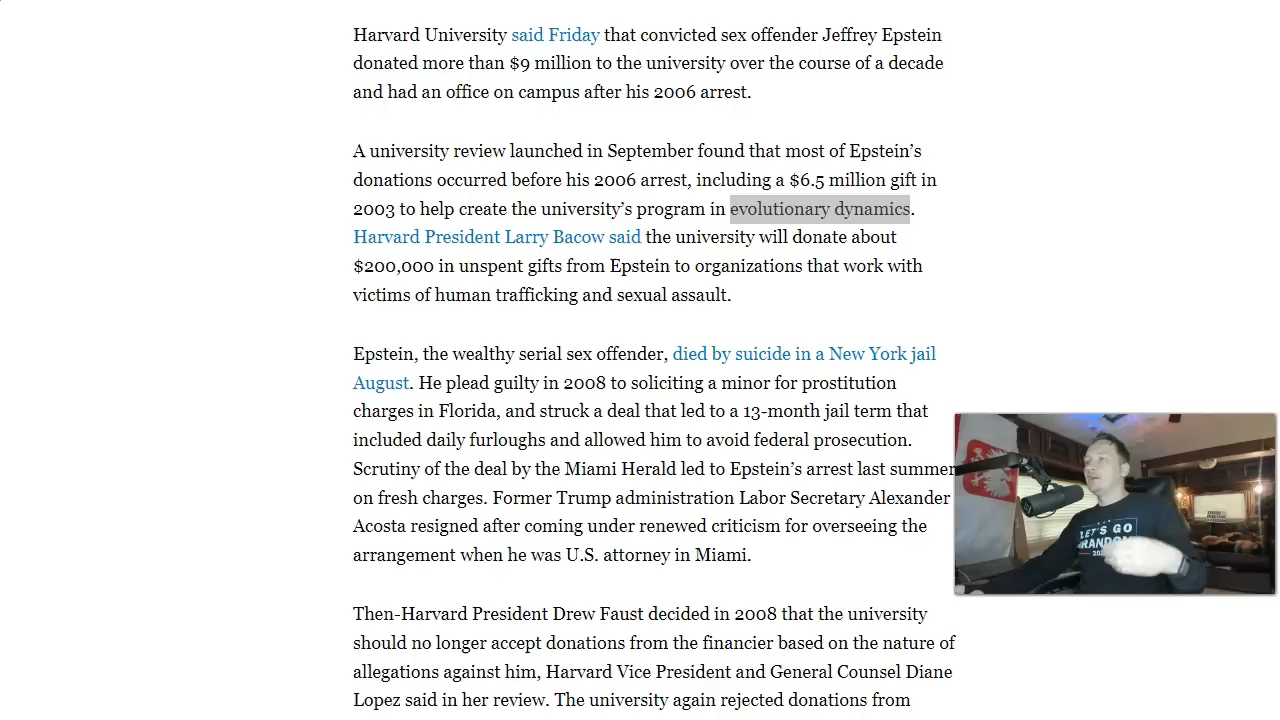 Harvard University said Friday that convicted sex offender Jeffrey Epstein
donated more than $9 million to the university over the course of a decade
and had an office on campus after his 2006 arrest.
A university review launched in September found that most of Epstein’s
donations occurred before his 2006 arrest, including a $6.5 million gift in
2003 to help create the university’s program in evolutionary dynamics.
Harvard President Larry Bacow said the university will donate about
$200,000 in unspent gifts from Epstein to organizations that work with
victims of human trafficking and sexual assault.
Epstein, the wealthy serial sex offender, died by suicide in a New York jail
August. He plead guilty in 2008 to soliciting a minor for prostitution
charges in Florida, and struck a deal that led to a 13-month jail term that
included daily furloughs and allowed him to avoid federal prosecution.
Scrutiny of the deal by the Miami Herald led to Epstein’s arrest last summer
on fresh charges. Former Trump administration Labor Secretary Alexander
Acosta resigned after coming under renewed criticism for overseeing the
arrangement when he was U.S. attorney in Miami.
Then-Harvard President Drew Faust decided in 2008 that the university
should no longer accept donations from the financier based on the nature of
allegations against him, Harvard Vice President and General Counsel Diane
Lopez said in her review. The university again rejected donations from
LET'S GO